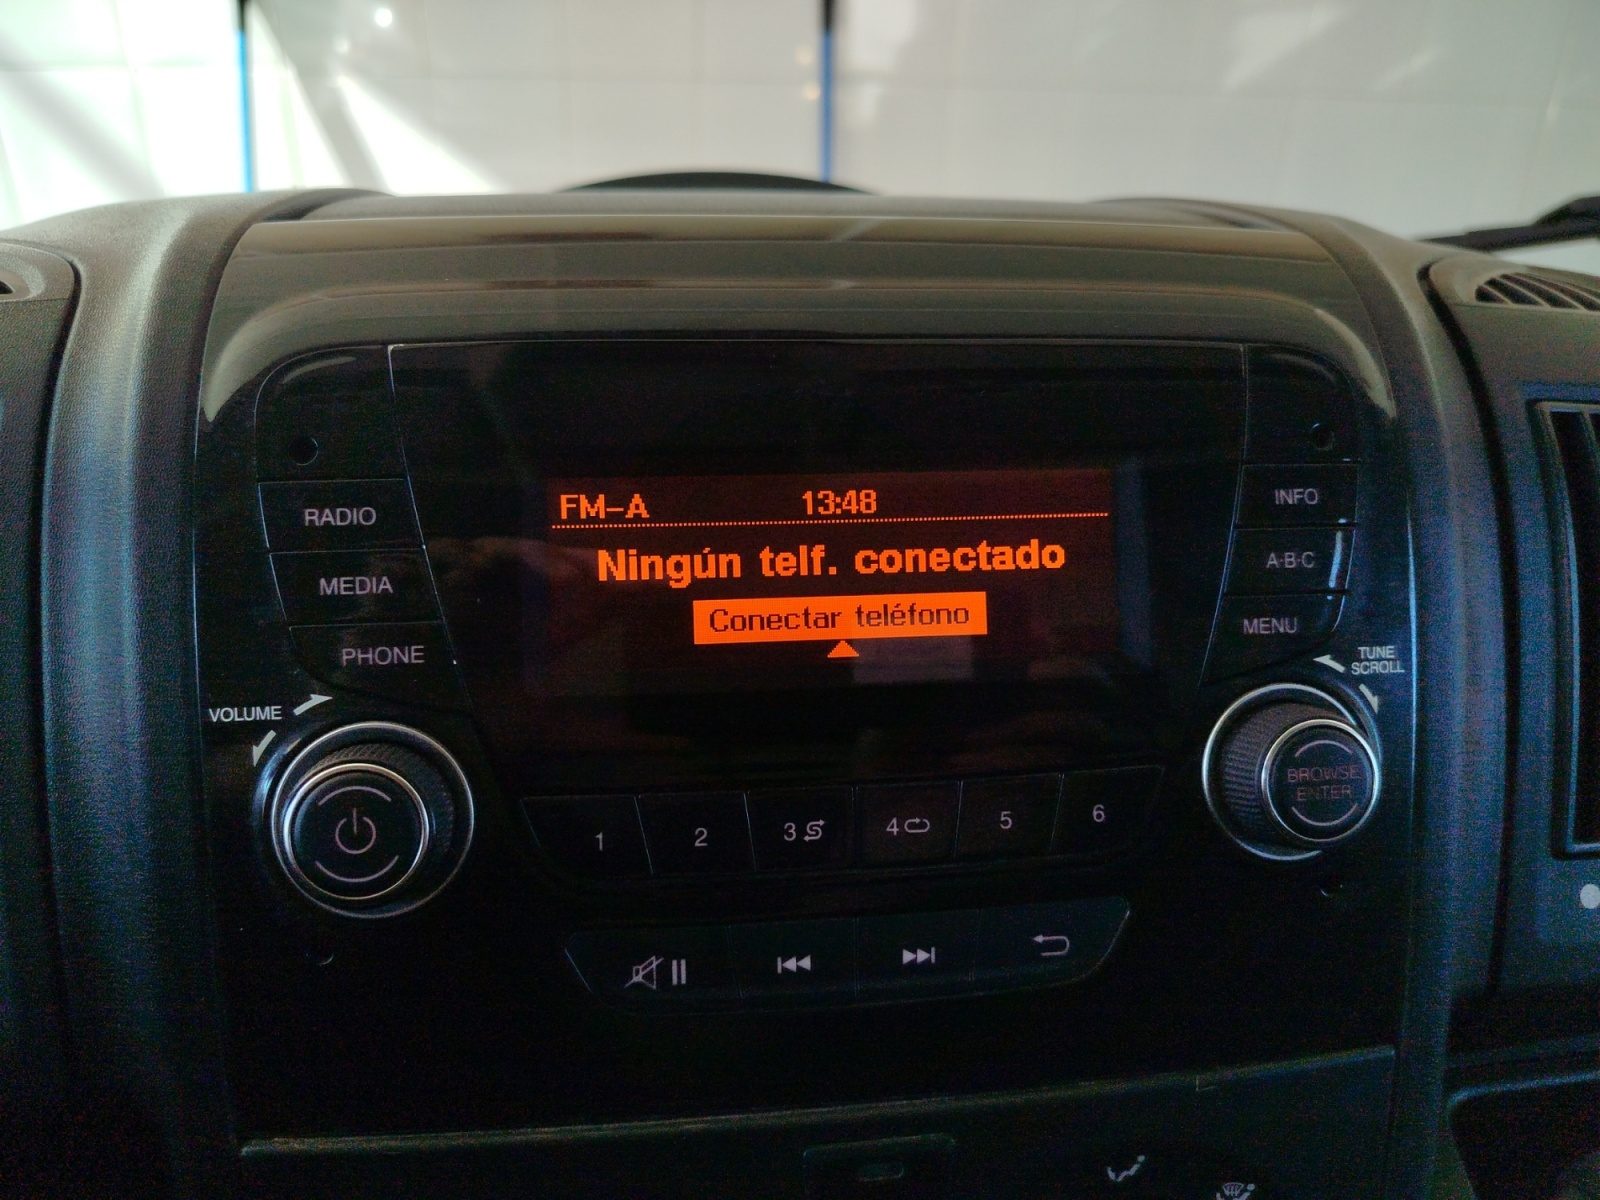 FM-A 13:48
Ningún telf. conectado
Conectar teléfono
RADIO
MEDIA
PHONE
VOLUME
INFO
A·B·C
MENU
TUNE
SCROLL
BROWSE
ENTER
1 2 3 4 5 6